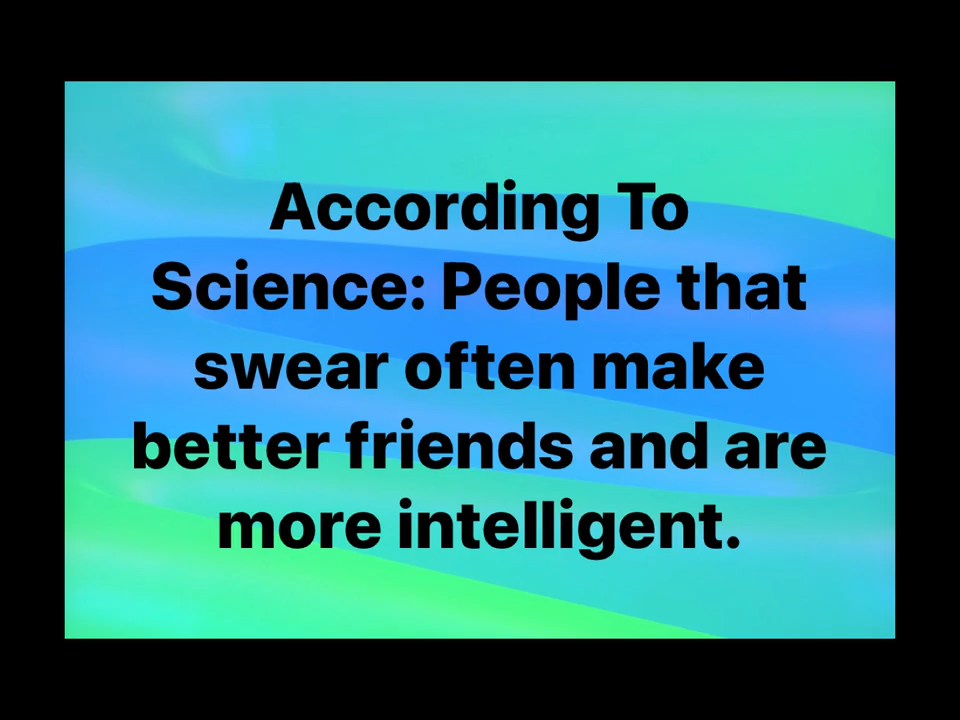 According To
Science: People that
swear often make
better friends and are
more intelligent.